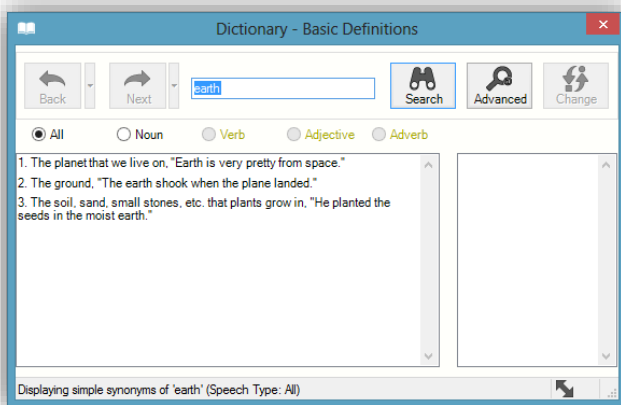 Dictionary - Basic Definitions
Back
Next
earth
Search
Advanced
Change
All
Noun
Verb
Adjective
Adverb
1. The planet that we live on, "Earth is very pretty from space."
2. The ground, "The earth shook when the plane landed."
3. The soil, sand, small stones, etc. that plants grow in, "He planted the
seeds in the moist earth."
Displaying simple synonyms of 'earth' (Speech Type: All)